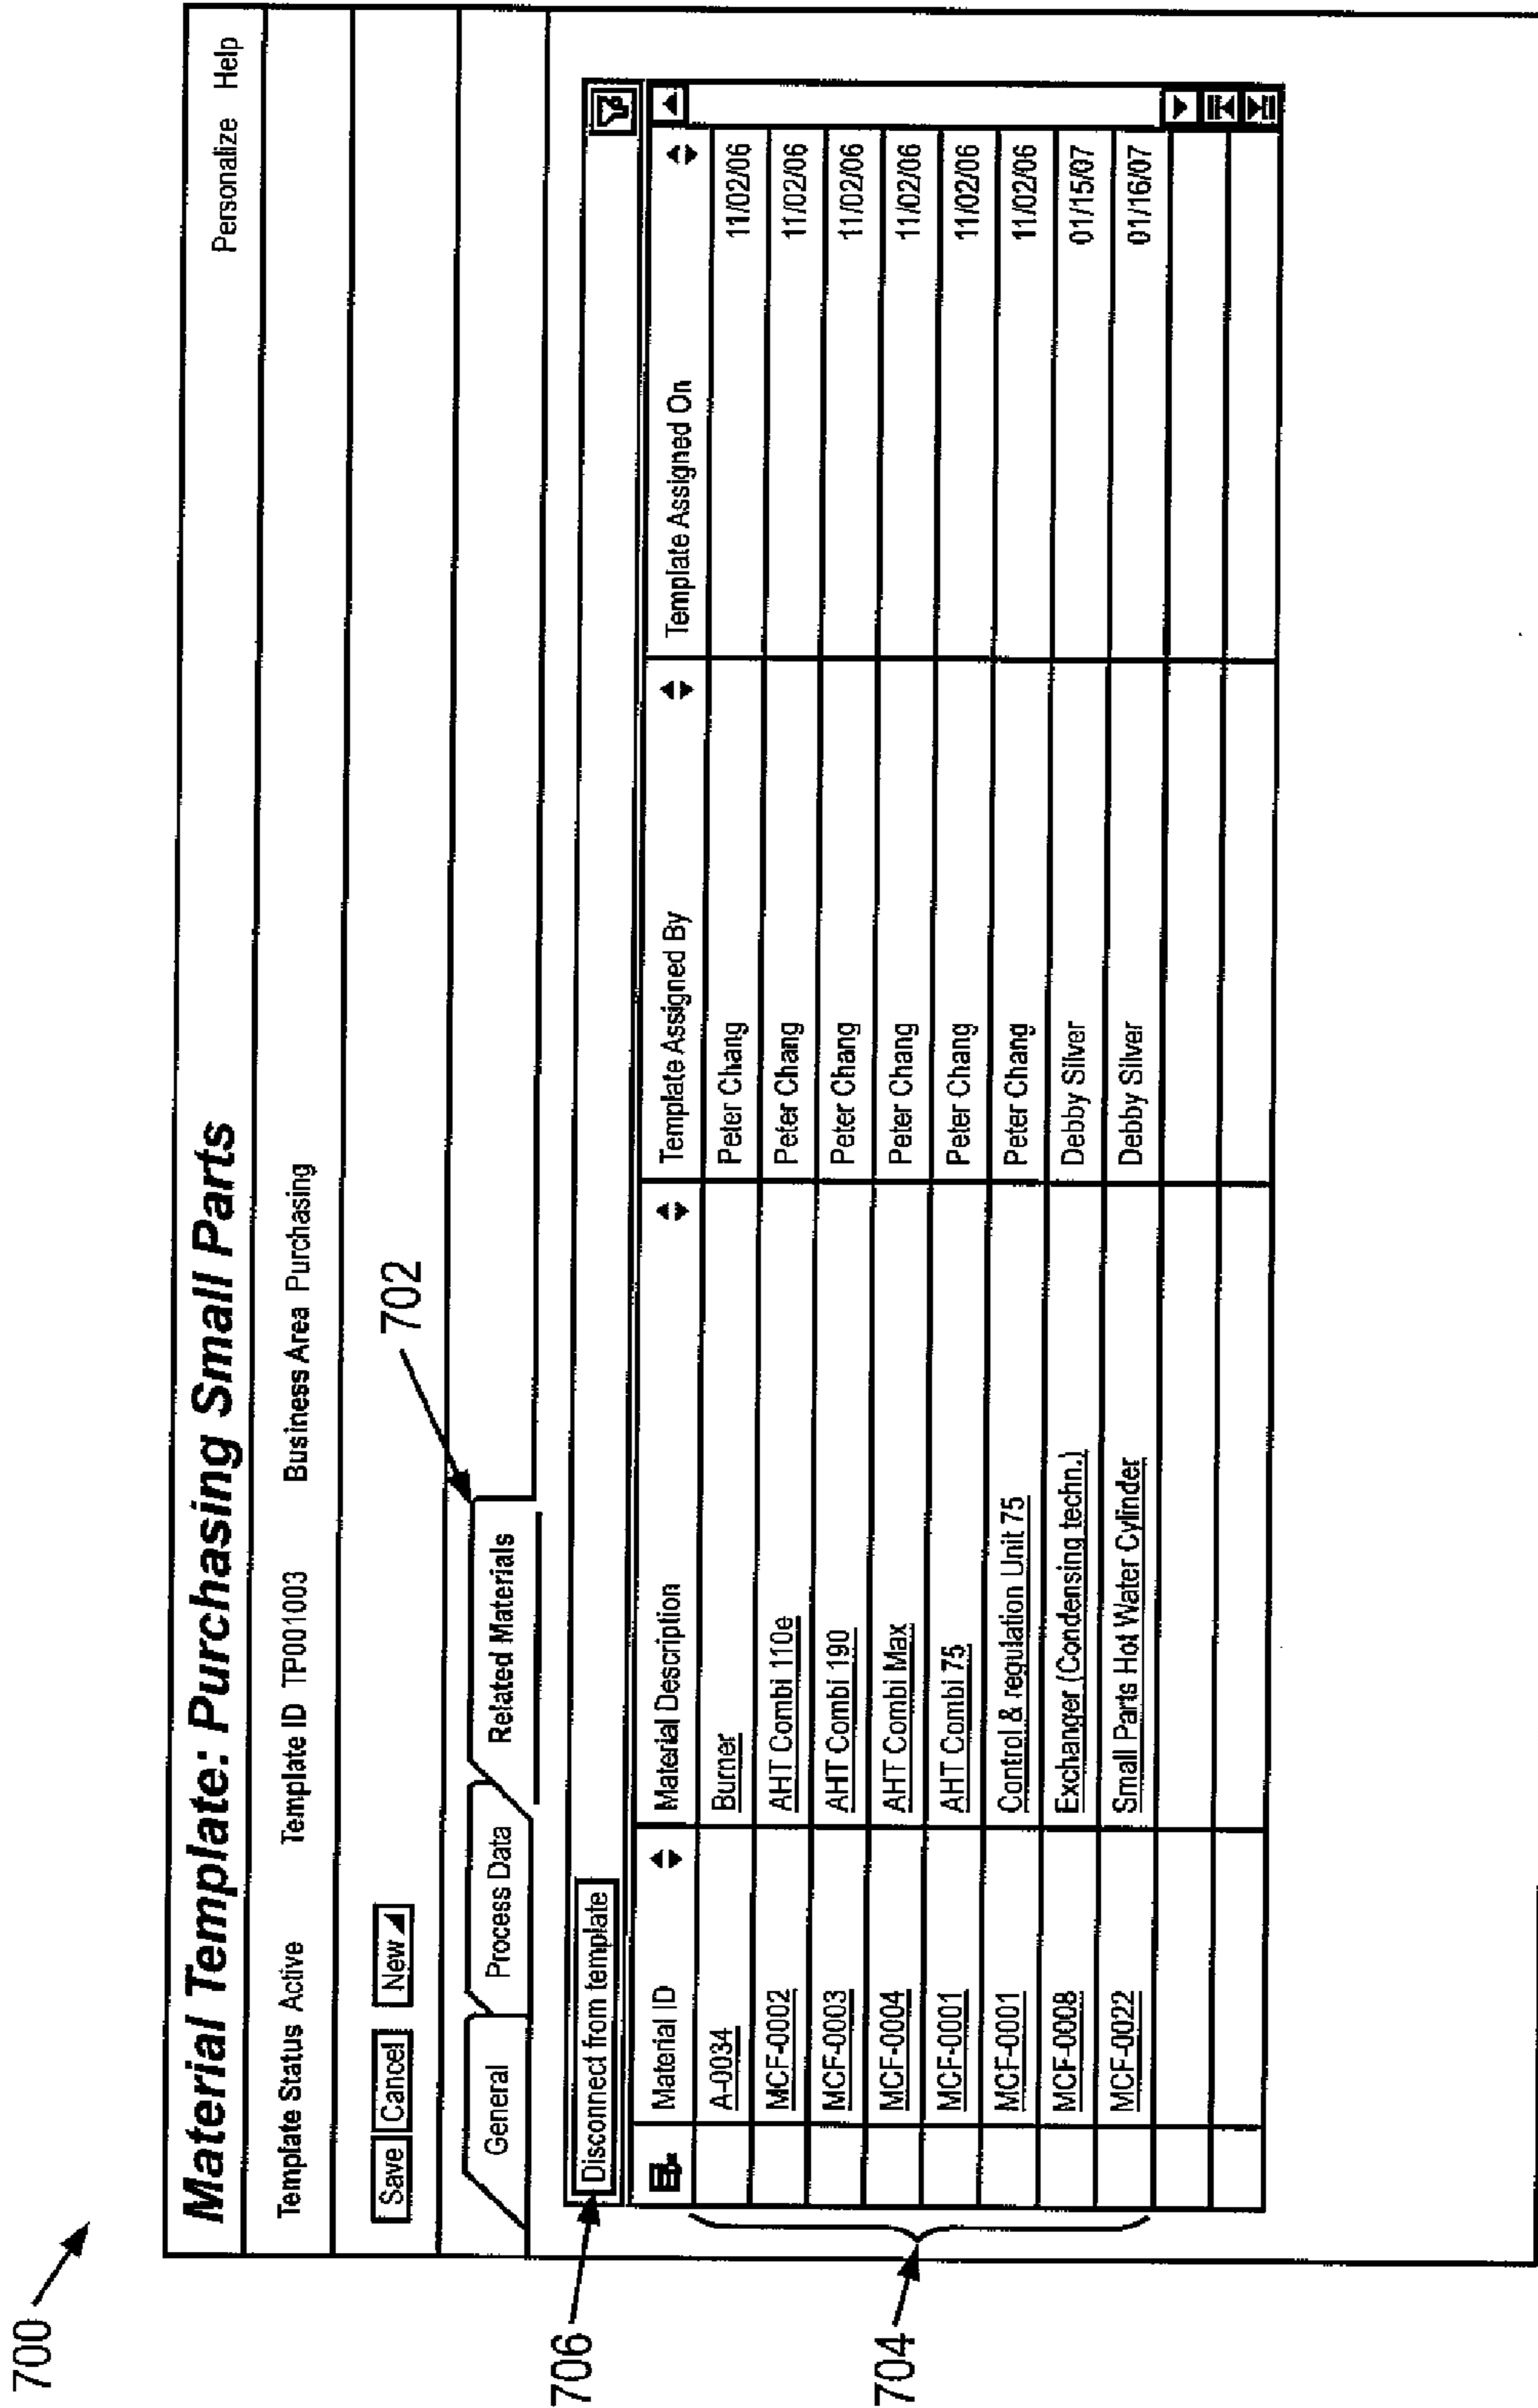 700
Material Template: Purchasing Small Parts
Personalize Help
Template Status Active Template ID TP001003 Business Area Purchasing
Save Cancel New
702
General Process Data Related Materials
706
Disconnect from template
Material ID Material Description Template Assigned By Template Assigned On
A-0034 Burner Peter Chang 11/02/06
MCF-0002 AHT Combi 110e Peter Chang 11/02/06
MCF-0003 AHT Combi 190 Peter Chang 11/02/06
MCF-0004 AHT Combi Max Peter Chang 11/02/06
MCF-0001 AHT Combi 75 Peter Chang 11/02/06
MCF-0001 Control & regulation Unit 75 Peter Chang 11/02/06
MCF-0008 Exchanger (Condensing techn.) Debby Silver 01/15/07
MCF-0022 Small Parts Hot Water Cylinder Debby Silver 01/16/07
704